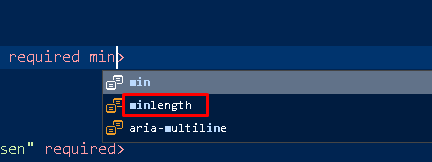 required min>
min
minlength
aria-multiline
sen" required>